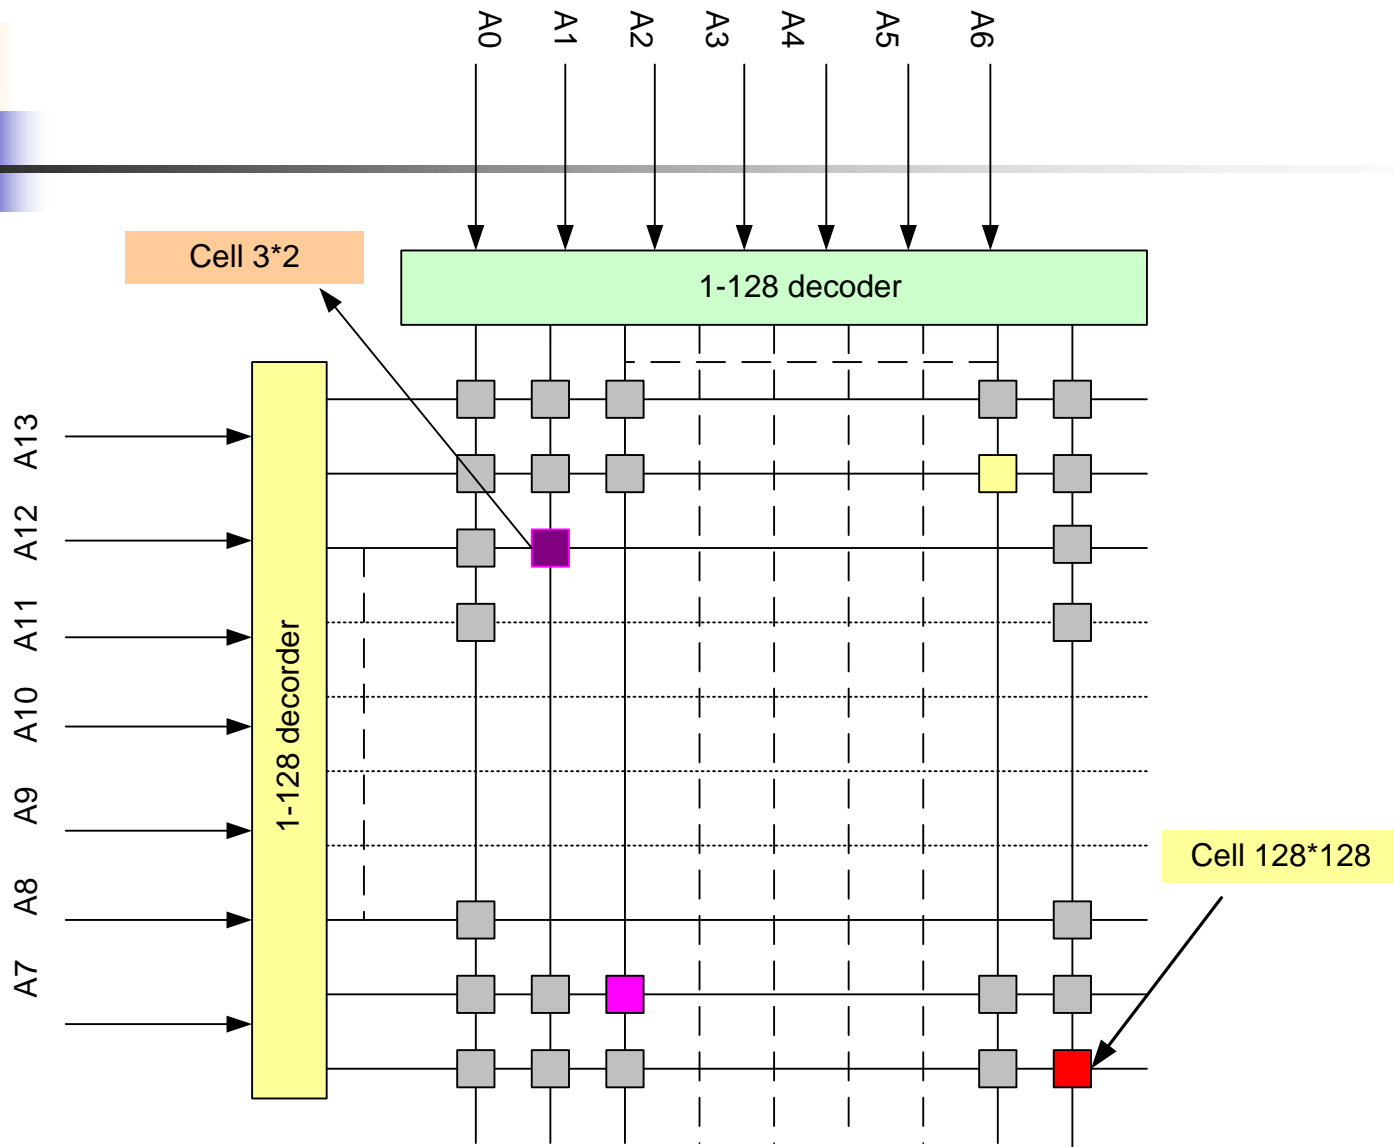 A0
A1
A2
A3
A4
A5
A6
Cell 3*2
1-128 decoder
A13
A12
A11
A10
A9
A8
A7
1-128 decorder
Cell 128*128